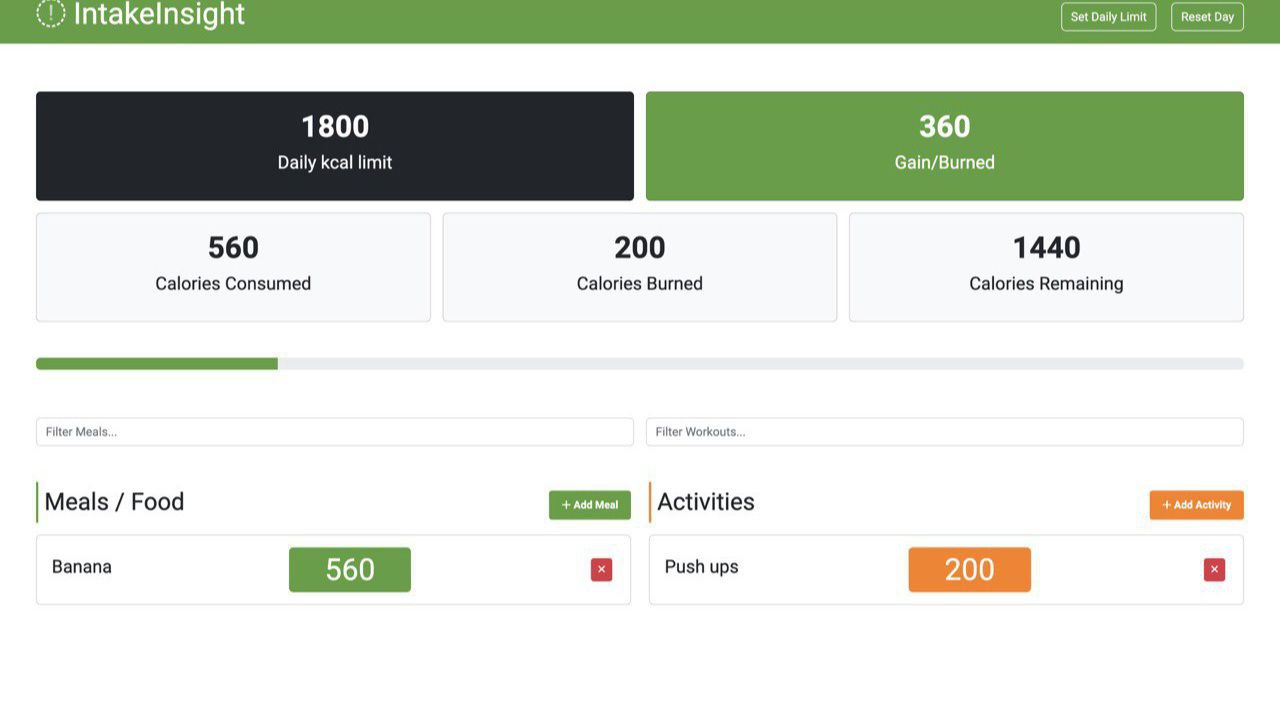 IntakeInsight
Set Daily Limit
Reset Day
1800
Daily kcal limit
360
Gain/Burned
560
Calories Consumed
200
Calories Burned
1440
Calories Remaining
Filter Meals...
Filter Workouts...
Meals / Food
+ Add Meal
Activities
+ Add Activity
Banana
560
×
Push ups
200
×